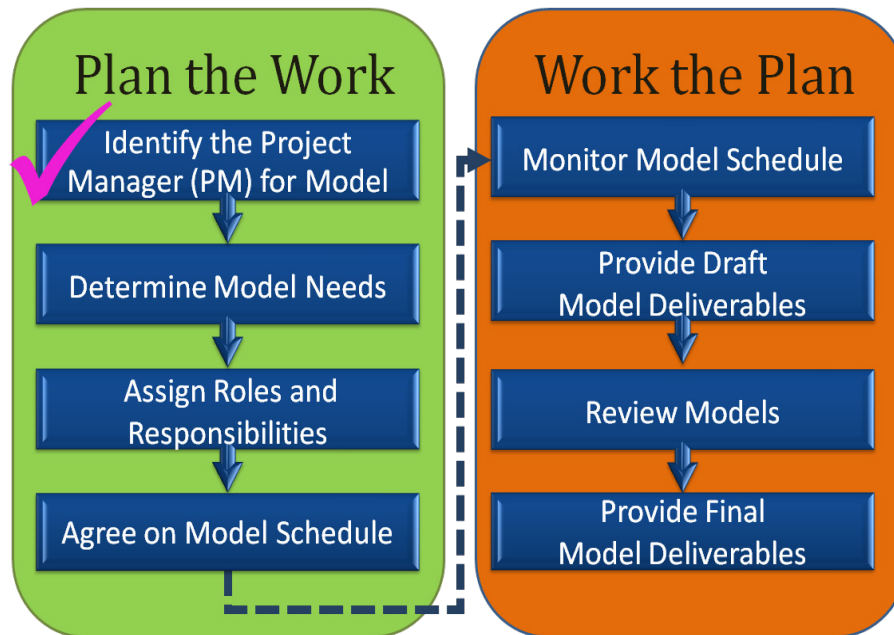 Plan the Work
Identify the Project
Manager (PM) for Model
Determine Model Needs
Assign Roles and
Responsibilities
Agree on Model Schedule
Work the Plan
Monitor Model Schedule
Provide Draft
Model Deliverables
Review Models
Provide Final
Model Deliverables